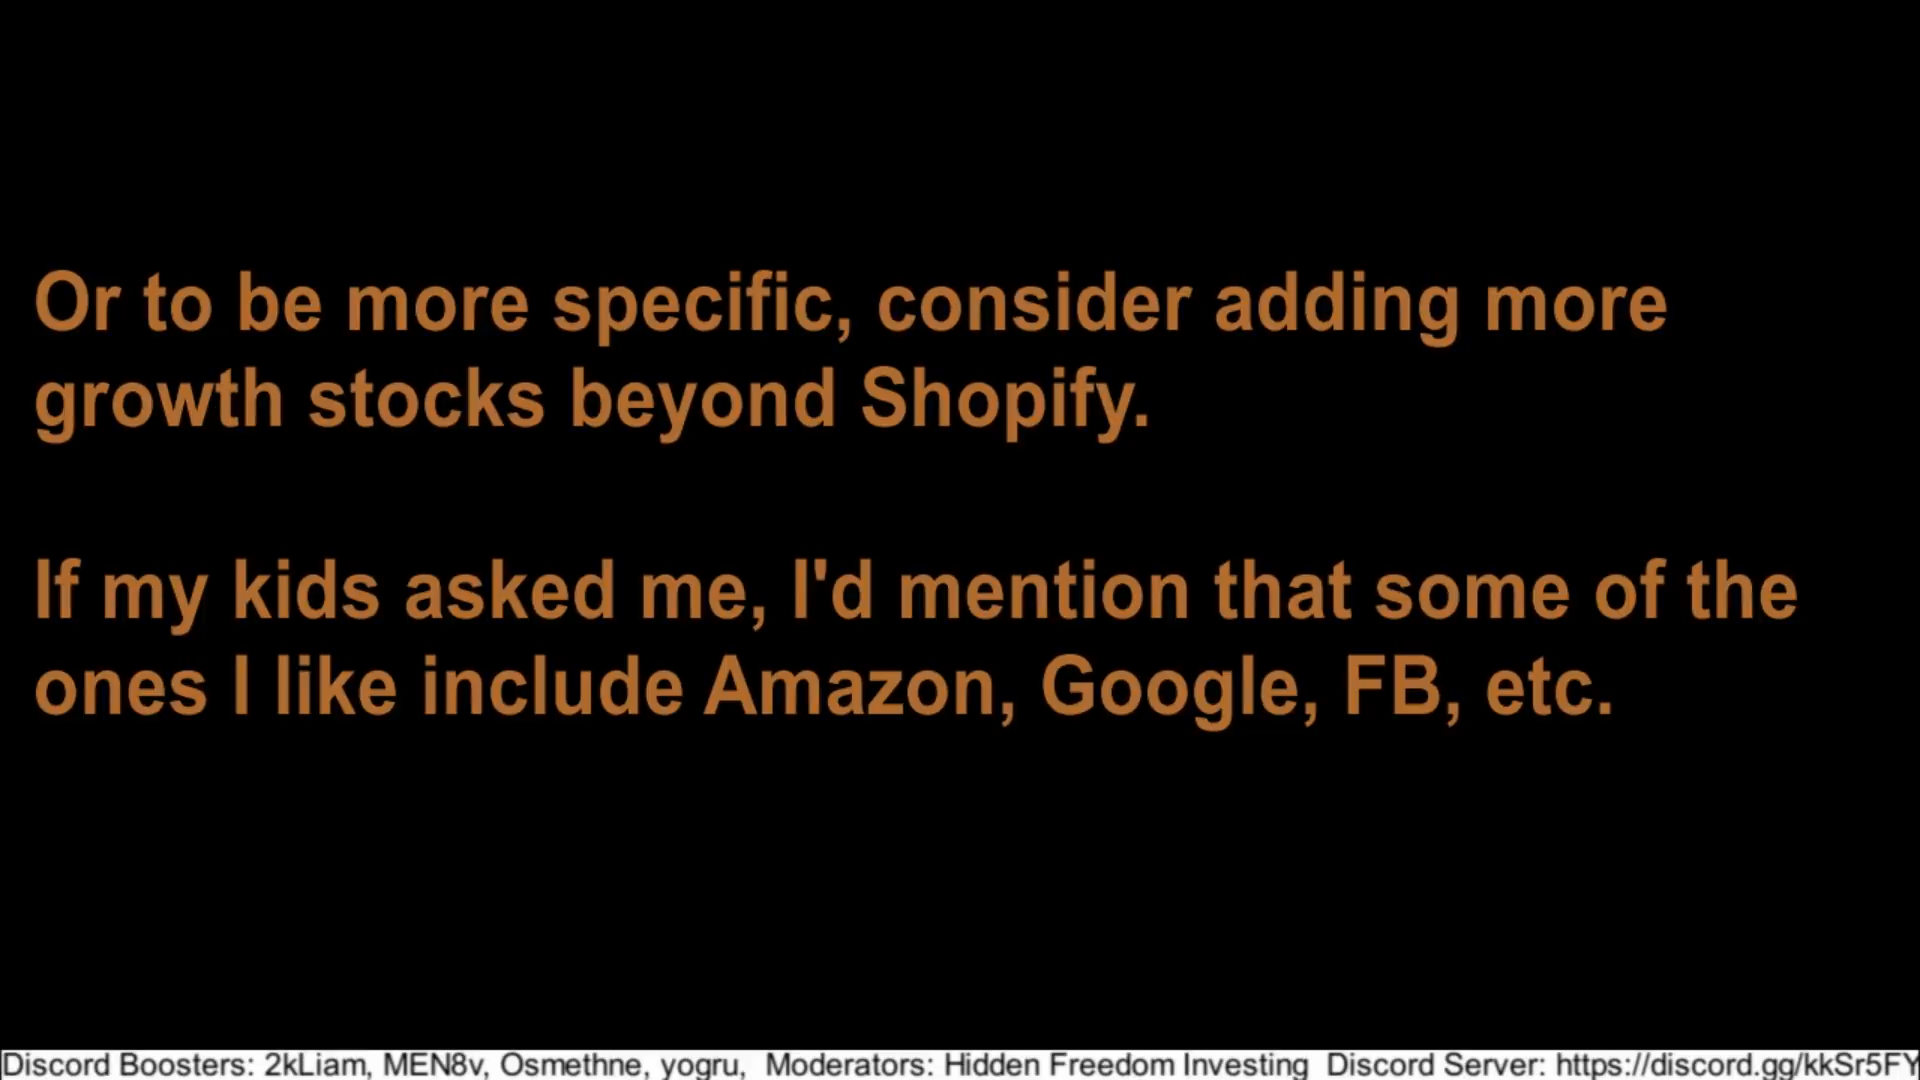 Or to be more specific, consider adding more
growth stocks beyond Shopify.
If my kids asked me, I'd mention that some of the
ones I like include Amazon, Google, FB, etc.
Discord Boosters: 2kLiam, MEN8v, Osmethne, yogru, Moderators: Hidden Freedom Investing Discord Server: https://discord.gg/kkSr5FY